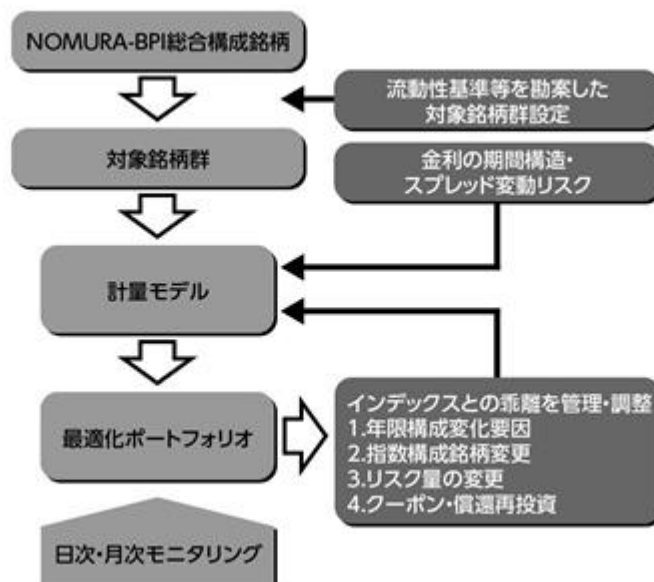 NOMURA-BPI総合構成銘柄
流動性基準等を勘案した
対象銘柄群設定
対象銘柄群
金利の期間構造・
スプレッド変動リスク
計量モデル
最適化ポートフォリオ
インデックスとの乖離を管理・調整
1.年限構成変化要因
2.指数構成銘柄変更
3.リスク量の変更
4.クーポン・償還再投資
日次・月次モニタリング